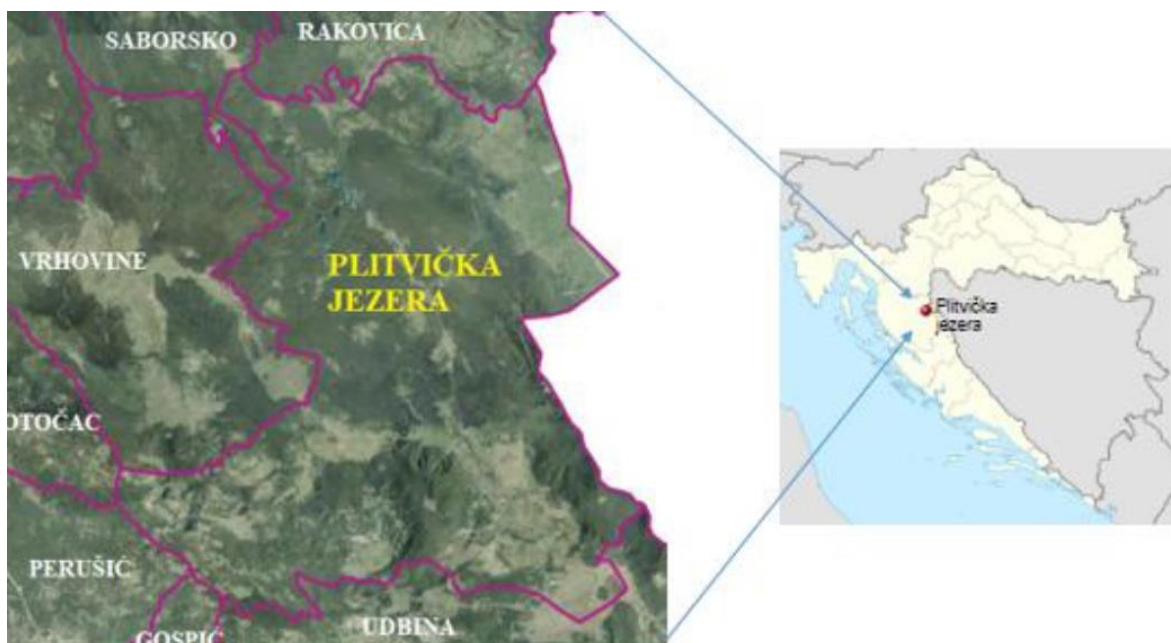 SABORSKO
RAKOVICA
VRHOVINE
PLITVIČKA
JEZERA
OTOČAC
PERUŠIĆ
GOSPIĆ
UDBINA
Plitvička
jezera